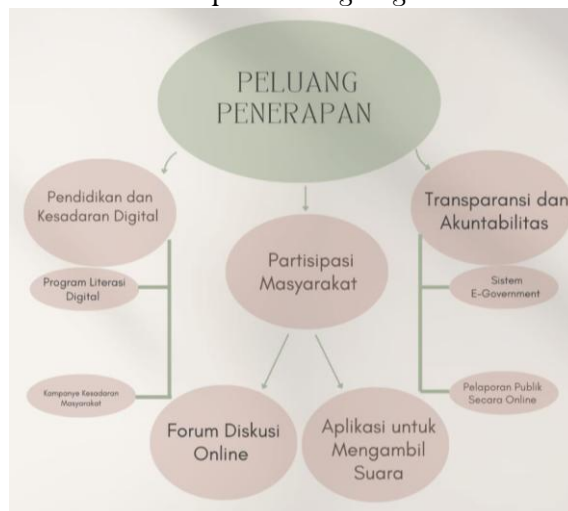 PELUANG
PENERAPAN
Pendidikan dan
Kesadaran Digital
Program Literasi
Digital
Kampanye Kesadaran
Masyarakat
Partisipasi
Masyarakat
Forum Diskusi
Online
Aplikasi untuk
Mengambil
Suara
Transparansi dan
Akuntabilitas
Sistem
E-Government
Pelaporan Publik
Secara Online